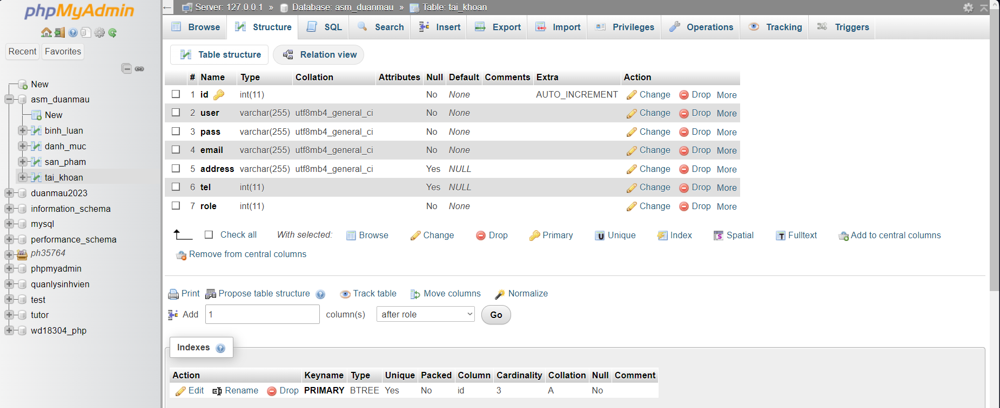 phpMyAdmin
Recent Favorites
New
asm_duanmau
New
binh_luan
danh_muc
san_pham
tai_khoan
duanmau2023
information_schema
mysql
performance_schema
ph35764
phpmyadmin
quanlysinhvien
test
tutor
wd18304_php
← Server: 127.0.0.1 » Database: asm_duanmau » Table: tai_khoan
Browse Structure SQL Search Insert Export Import Privileges Operations Tracking Triggers
Table structure Relation view
# Name Type Collation Attributes Null Default Comments Extra Action
1 id int(11) No None AUTO_INCREMENT Change Drop More
2 user varchar(255) utf8mb4_general_ci No None Change Drop More
3 pass varchar(255) utf8mb4_general_ci No None Change Drop More
4 email varchar(255) utf8mb4_general_ci No None Change Drop More
5 address varchar(255) utf8mb4_general_ci Yes NULL Change Drop More
6 tel int(11) Yes NULL Change Drop More
7 role int(11) No None Change Drop More
Check all With selected: Browse Change Drop Primary Unique Index Spatial Fulltext Add to central columns
Remove from central columns
Print Propose table structure Track table Move columns Normalize
Add 1 column(s) after role Go
Indexes
Action Keyname Type Unique Packed Column Cardinality Collation Null Comment
Edit Rename Drop PRIMARY BTREE Yes No id 3 A No